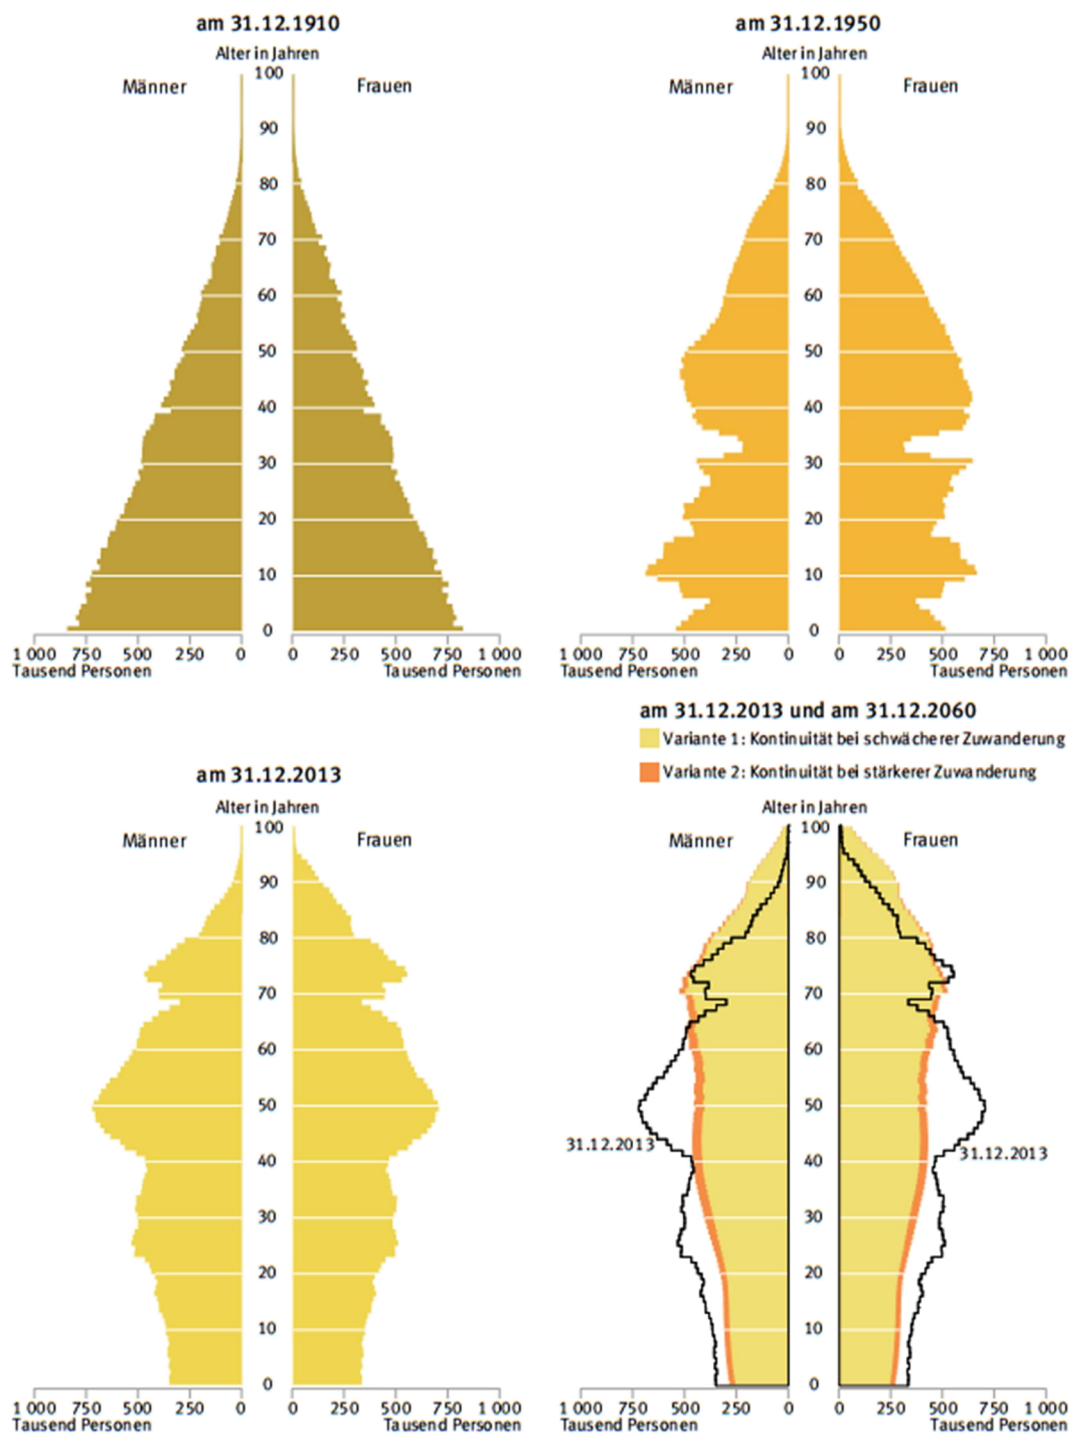 am 31.12.1910
Alter in Jahren
Männer
100
Frauen
90
80
70
60
50
40
30
20
10
0
1 000 750 500 250 0
0 250 500 750 1 000
Tausend Personen
Tausend Personen
am 31.12.1950
Alter in Jahren
Männer
100
Frauen
90
80
70
60
50
40
30
20
10
0
1 000 750 500 250 0
0 250 500 750 1 000
Tausend Personen
Tausend Personen
am 31.12.2013
Alter in Jahren
Männer
100
Frauen
90
80
70
60
50
40
30
20
10
0
1 000 750 500 250 0
0 250 500 750 1 000
Tausend Personen
Tausend Personen
am 31.12.2013 und am 31.12.2060
Variante 1: Kontinuität bei schwächerer Zuwanderung
Variante 2: Kontinuität bei stärkerer Zuwanderung
Alter in Jahren
Männer
100
Frauen
90
80
70
60
50
31.12.2013
31.12.2013
40
30
20
10
0
1 000 750 500 250 0
0 250 500 750 1 000
Tausend Personen
Tausend Personen